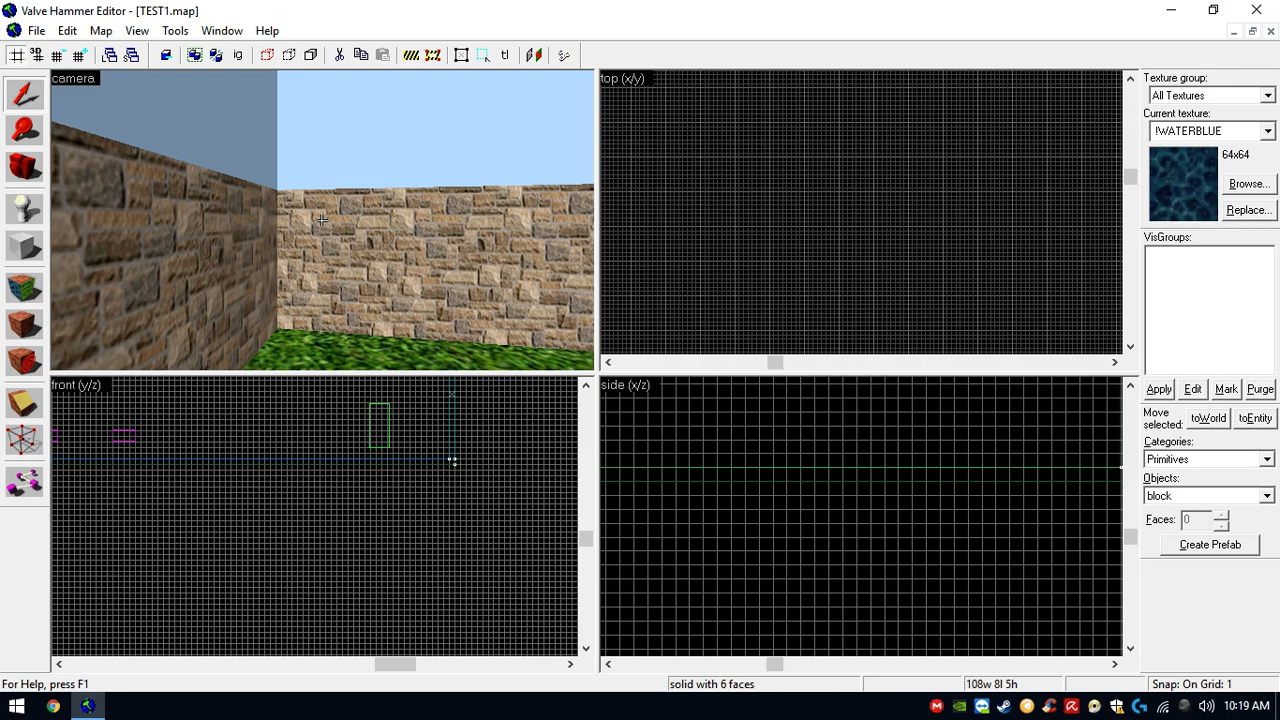 Valve Hammer Editor - [TEST1.map]
File Edit Map View Tools Window Help
3D
ig
tl
camera
top (x/y)
front (y/z)
side (x/z)
Texture group:
All Textures
Current texture:
!WATERBLUE
64x64
Browse...
Replace...
VisGroups:
Apply Edit Mark Purge
Move selected: toWorld toEntity
Categories:
Primitives
Objects:
block
Faces: 0
Create Prefab
For Help, press F1
solid with 6 faces
108w 8l 5h
Snap: On Grid: 1
10:19 AM